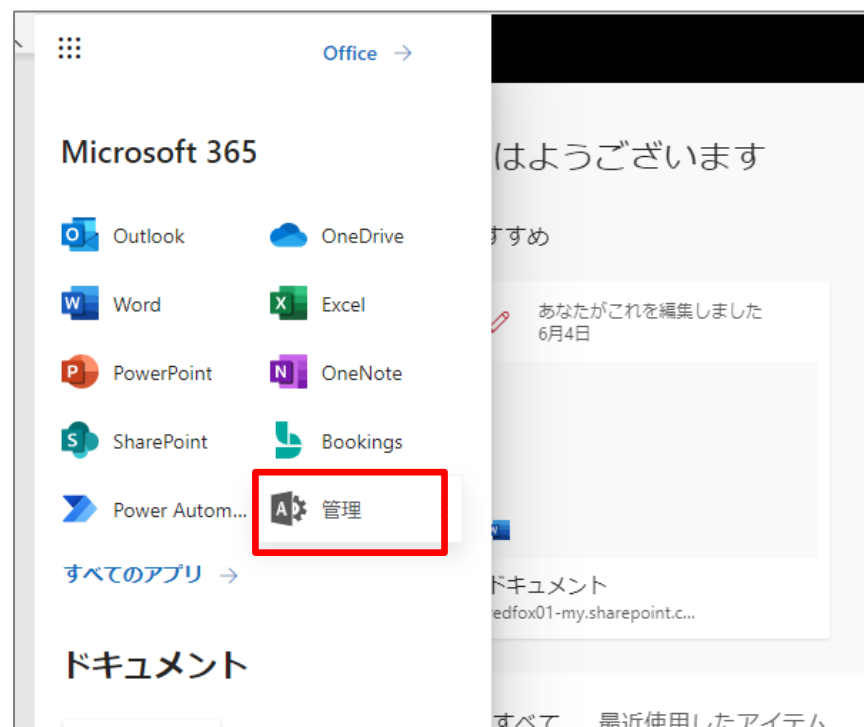 Office →
Microsoft 365
Outlook
OneDrive
Word
Excel
PowerPoint
OneNote
SharePoint
Bookings
Power Autom...
管理
すべてのアプリ →
ドキュメント
はようございます
すすめ
あなたがこれを編集しました
6月4日
ドキュメント
redfox01-my.sharepoint.c...
すべて
最近使用したアイテム